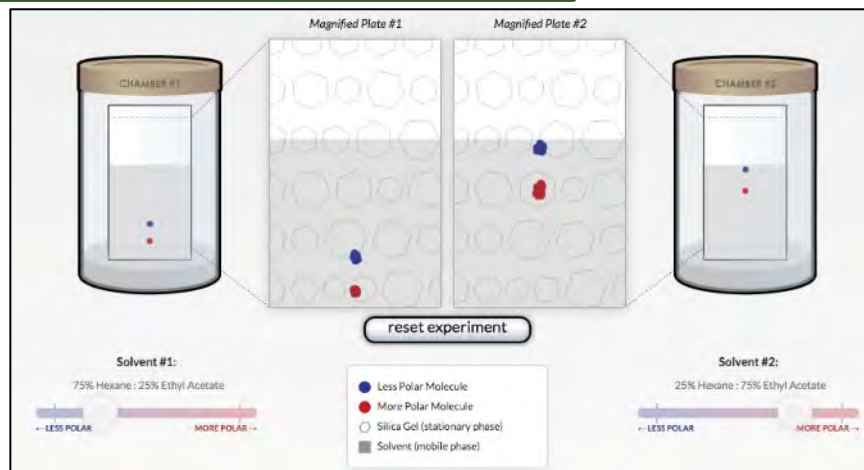 Magnified Plate #1
Magnified Plate #2
CHAMBER #1
CHAMBER #2
reset experiment
Solvent #1:
75% Hexane : 25% Ethyl Acetate
← LESS POLAR
MORE POLAR →
Less Polar Molecule
More Polar Molecule
Silica Gel (stationary phase)
Solvent (mobile phase)
Solvent #2:
25% Hexane : 75% Ethyl Acetate
← LESS POLAR
MORE POLAR →